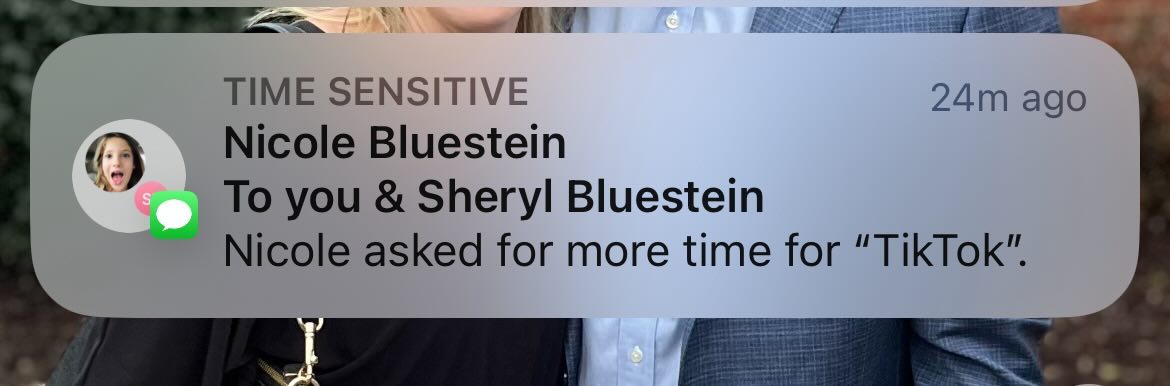 TIME SENSITIVE
24m ago
Nicole Bluestein
To you & Sheryl Bluestein
Nicole asked for more time for “TikTok”.
S